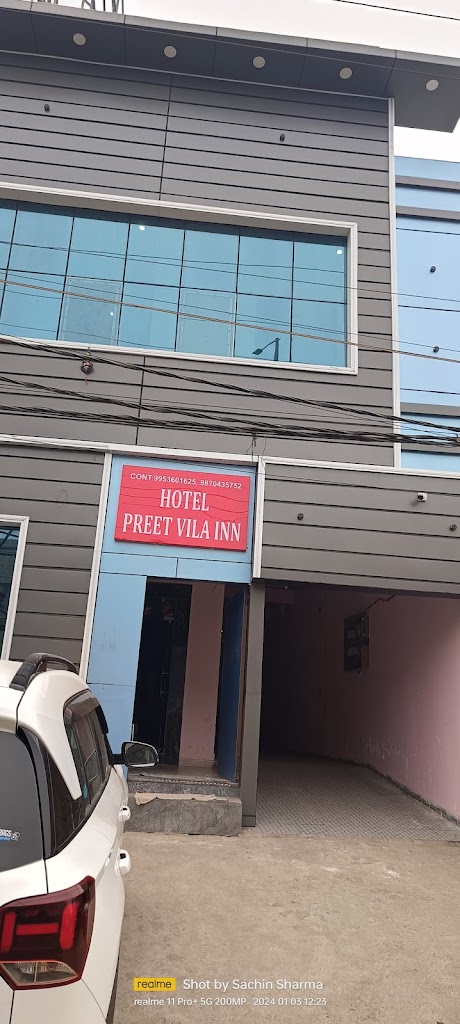 CONT:9953601625, 9870435752
HOTEL
PREET VILA INN
realme Shot by Sachin Sharma
realme 11 Pro+ 5G 200MP 2024 01 03 12:23